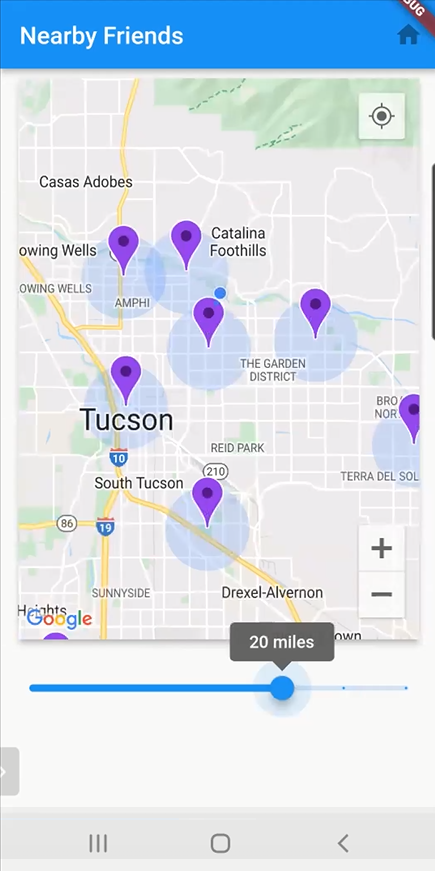 BUG
Nearby Friends
Casas Adobes
Catalina
Foothills
owing Wells
OWING WELLS
AMPHI
THE GARDEN
DISTRICT
BRO
NOR
Tucson
REID PARK
10
210
TERRA DEL SOL
South Tucson
86
19
SUNNYSIDE
Drexel-Alvernon
Heights
Google
own
20 miles